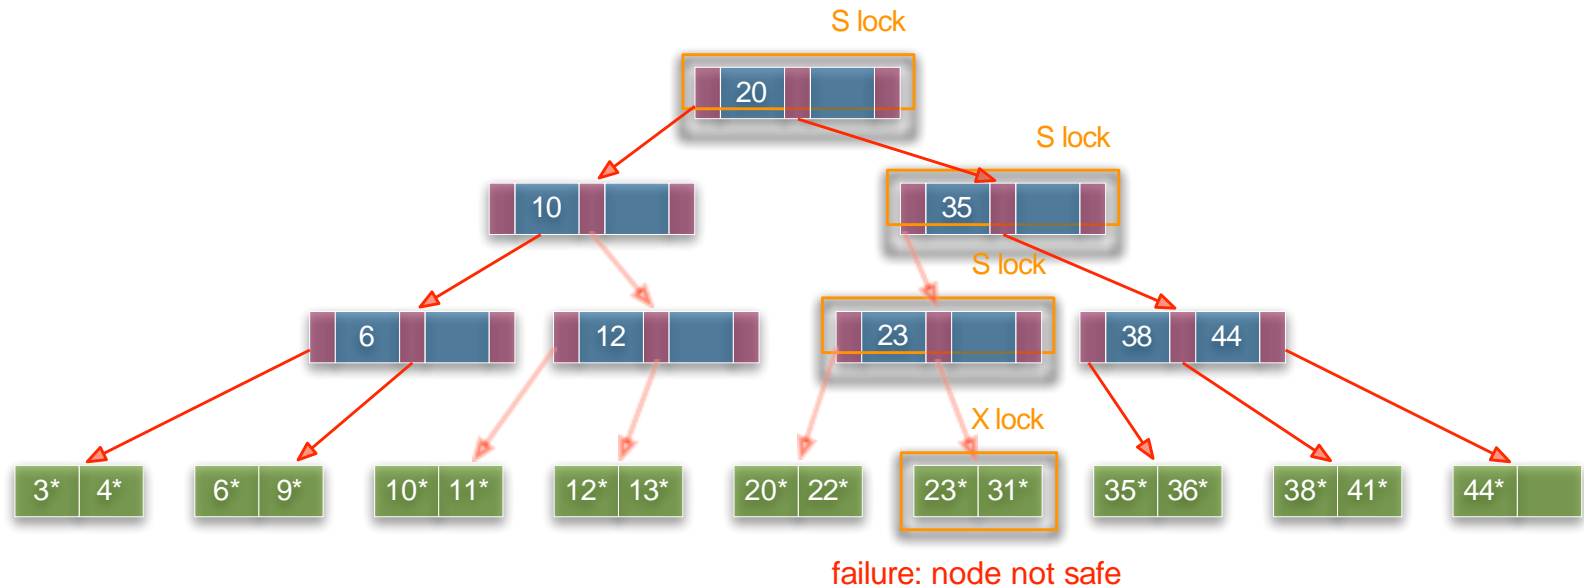 S lock
20
S lock
10
35
S lock
6
12
23
38 44
X lock
3* 4* 6* 9* 10* 11* 12* 13* 20* 22* 23* 31* 35* 36* 38* 41* 44*
failure: node not safe